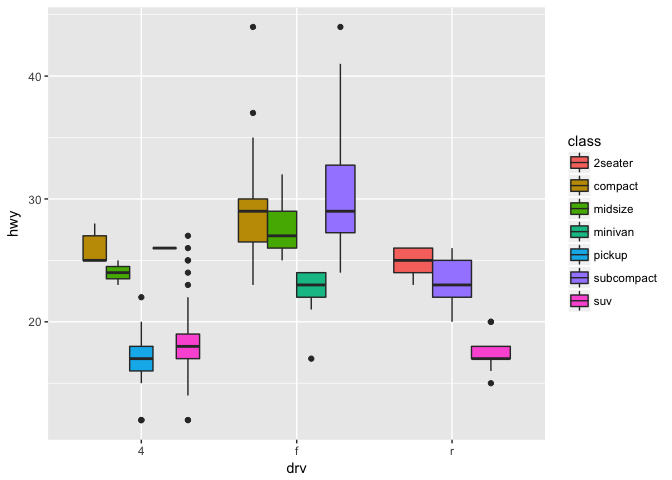 40
30
20
hwy
4 f r
drv
class
2seater
compact
midsize
minivan
pickup
subcompact
suv